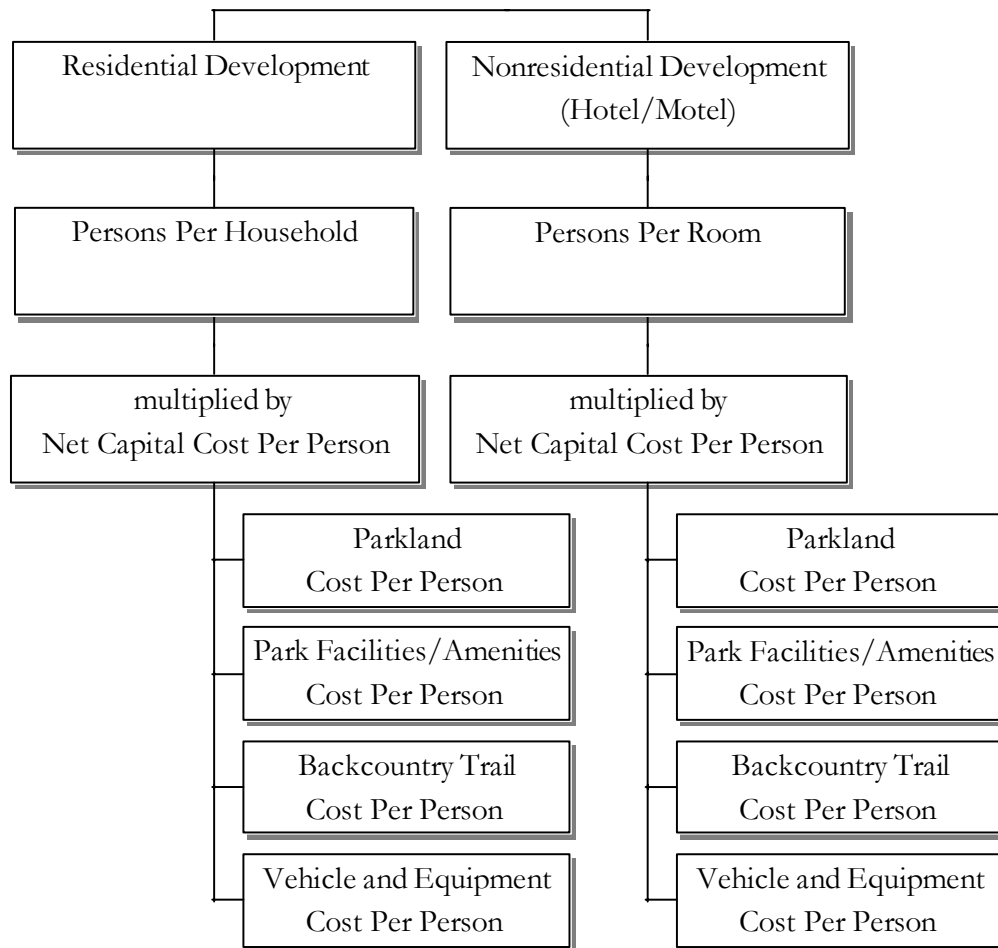 Residential Development
Nonresidential Development
(Hotel/Motel)
Persons Per Household
Persons Per Room
multiplied by
Net Capital Cost Per Person
multiplied by
Net Capital Cost Per Person
Parkland
Cost Per Person
Parkland
Cost Per Person
Park Facilities/Amenities
Cost Per Person
Park Facilities/Amenities
Cost Per Person
Backcountry Trail
Cost Per Person
Backcountry Trail
Cost Per Person
Vehicle and Equipment
Cost Per Person
Vehicle and Equipment
Cost Per Person